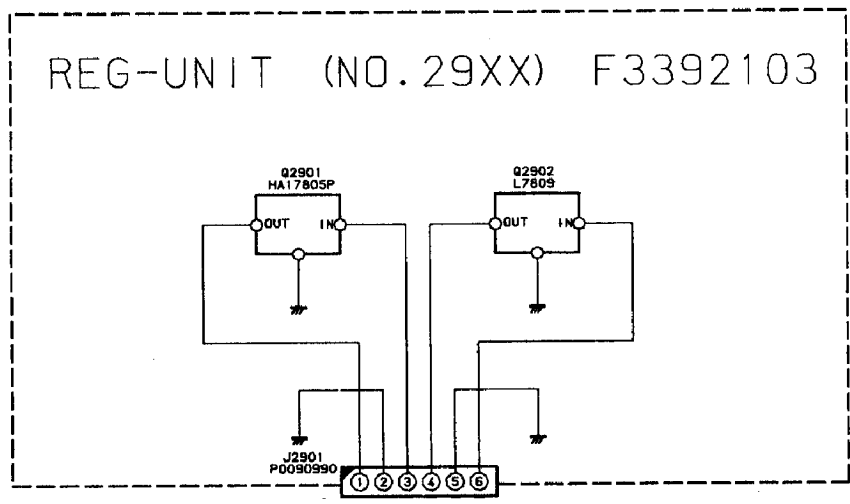 REG-UNIT (NO.29XX) F3392103
Q2901
HA17805P
OUT IN
Q2902
L7809
OUT IN
J2901
P0090990
1 2 3 4 5 6